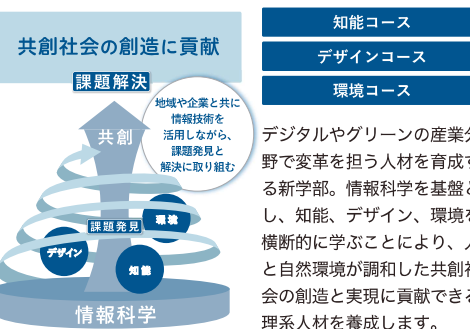 共創社会の創造に貢献
課題解決
地域や企業と共に
情報技術を
活用しながら、
課題発見と
解決に取り組む
共創
課題発見
環境
デザイン
知能
情報科学
知能コース
デザインコース
環境コース
デジタルやグリーンの産業分
野で変革を担う人材を育成す
る新学部。情報科学を基盤と
し、知能、デザイン、環境を
横断的に学ぶことにより、人
と自然環境が調和した共創社
会の創造と実現に貢献できる
理系人材を養成します。